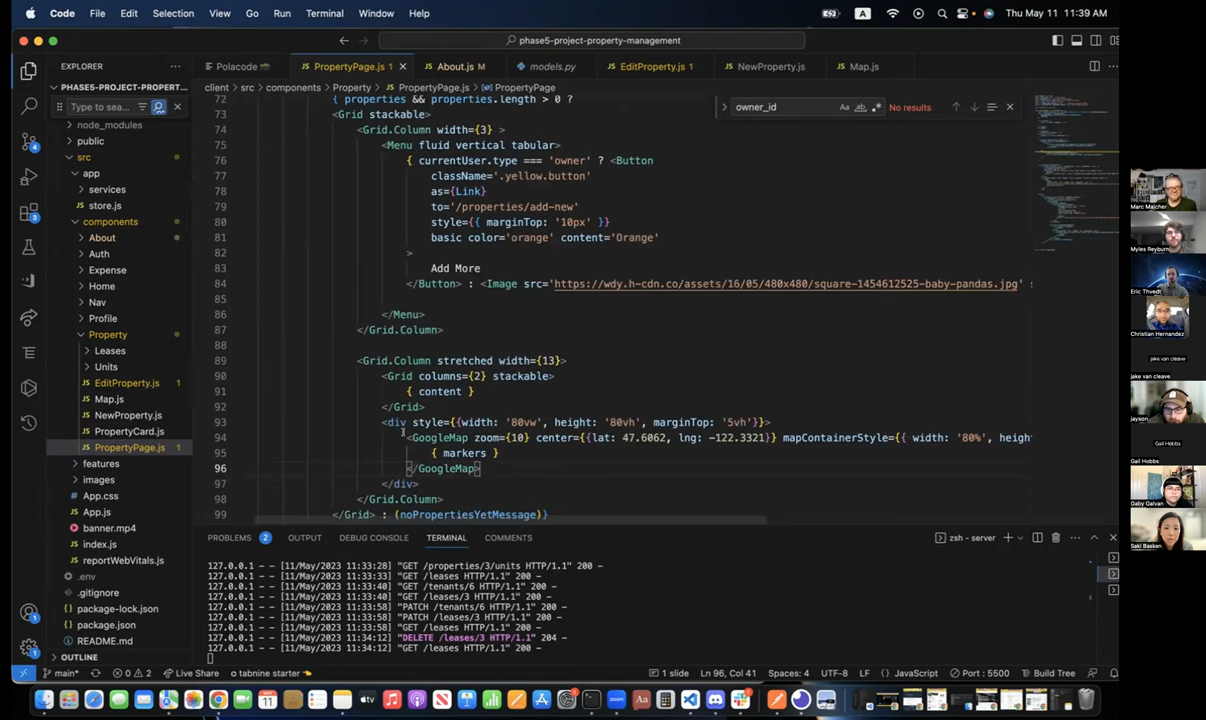 Code File Edit Selection View Go Run Terminal Window Help A Thu May 11 11:39 AM
phase5-project-property-management
EXPLORER
Polacode PropertyPage.js 1 About.js M models.py EditProperty.js 1 NewProperty.js Map.js
PHASE5-PROJECT-PROPERT...
client > src > components > Property > PropertyPage.js > PropertyPage
Type to sea
owner_id Aa ab No results
node_modules
public
src
app
services
store.js
components
About
Auth
Expense
Home
Nav
Profile
Property
Leases
Units
EditProperty.js 1
Map.js
NewProperty.js
PropertyCard.js
PropertyPage.js 1
features
images
App.css
App.js
banner.mp4
index.js
reportWebVitals.js
.env
.gitignore
package-lock.json
package.json
README.md
OUTLINE
72 { properties && properties.length > 0 ?
73 <Grid stackable>
74 <Grid.Column width={3} >
75 <Menu fluid vertical tabular>
76 { currentUser.type === 'owner' ? <Button
77 className='.yellow.button'
78 as={Link}
79 to='/properties/add-new'
80 style={{ marginTop: '10px' }}
81 basic color='orange' content='Orange'
82 >
83 Add More
84 </Button> : <Image src='https://wdy.h-cdn.co/assets/16/05/480x480/square-1454612525-baby-pandas.jpg'
85
86 </Menu>
87 </Grid.Column>
88
89 <Grid.Column stretched width={13}>
90 <Grid columns={2} stackable>
91 { content }
92 </Grid>
93 <div style={{width: '80vw', height: '80vh', marginTop: '5vh'}}>
94 <GoogleMap zoom={10} center={{lat: 47.6062, lng: -122.3321}} mapContainerStyle={{ width: '80%', heigh
95 { markers }
96 </GoogleMap>
97 </div>
98 </Grid.Column>
99 </Grid> : (noPropertiesYetMessage)}
PROBLEMS 2 OUTPUT DEBUG CONSOLE TERMINAL COMMENTS zsh - server
127.0.0.1 - - [11/May/2023 11:33:28] "GET /properties/3/units HTTP/1.1" 200 -
127.0.0.1 - - [11/May/2023 11:33:33] "GET /leases HTTP/1.1" 200 -
127.0.0.1 - - [11/May/2023 11:33:40] "GET /tenants/6 HTTP/1.1" 200 -
127.0.0.1 - - [11/May/2023 11:33:40] "GET /leases/3 HTTP/1.1" 200 -
127.0.0.1 - - [11/May/2023 11:33:58] "PATCH /tenants/6 HTTP/1.1" 200 -
127.0.0.1 - - [11/May/2023 11:33:58] "PATCH /leases/3 HTTP/1.1" 200 -
127.0.0.1 - - [11/May/2023 11:33:58] "GET /leases HTTP/1.1" 200 -
127.0.0.1 - - [11/May/2023 11:34:12] "DELETE /leases/3 HTTP/1.1" 204 -
127.0.0.1 - - [11/May/2023 11:34:12] "GET /leases HTTP/1.1" 200 -
main* 0 2 Live Share tabnine starter 1 slide Ln 96, Col 41 Spaces: 4 UTF-8 LF JavaScript Port : 5500 Build Tree
Marc Majcher
Myles Reyburn
Eric Thvedt
Christian Hernandez
jake van cleave
jake van cleave
jayson
Gail Hobbs
Gail Hobbs
Gaby Galvan
Saki Basken